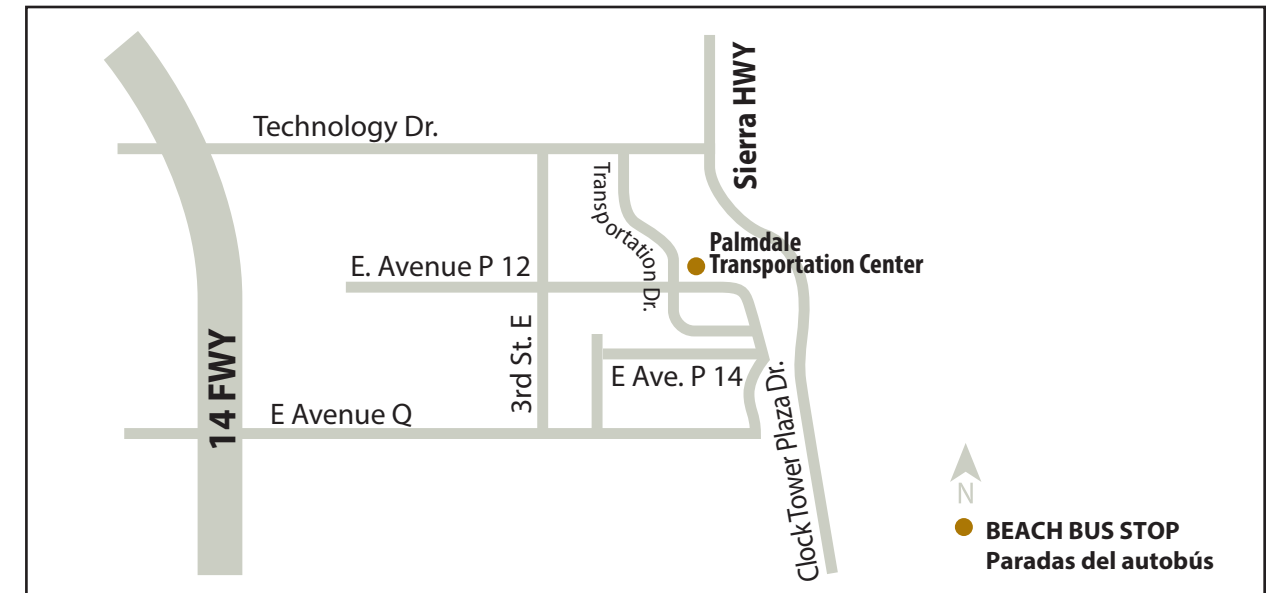 Technology Dr.
Sierra HWY
Transportation Dr.
Palmdale
Transportation Center
E. Avenue P 12
14 FWY
3rd St. E
E Ave. P 14
E Avenue Q
Clock Tower Plaza Dr.
N
BEACH BUS STOP
Paradas del autobús